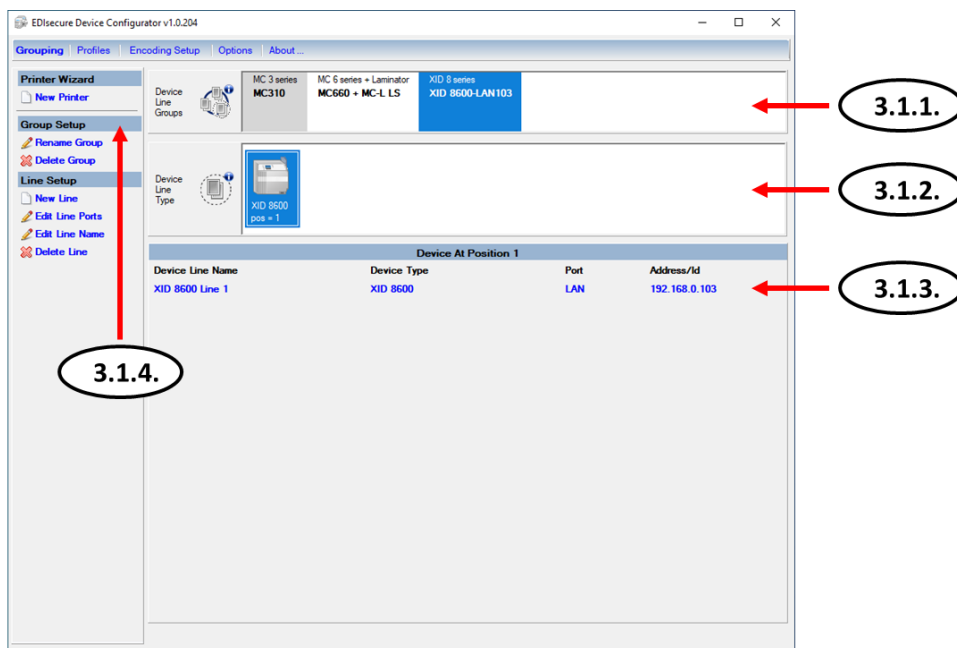 EDIsecure Device Configurator v1.0.204
Grouping Profiles Encoding Setup Options About ...
Printer Wizard
New Printer
Group Setup
Rename Group
Delete Group
Line Setup
New Line
Edit Line Ports
Edit Line Name
Delete Line
Device
Line
Groups
MC 3 series
MC310
MC 6 series + Laminator
MC660 + MC-L LS
XID 8 series
XID 8600-LAN103
3.1.1.
Device
Line
Type
XID 8600
pos = 1
3.1.2.
Device At Position 1
Device Line Name Device Type Port Address/Id
XID 8600 Line 1 XID 8600 LAN 192.168.0.103
3.1.3.
3.1.4.